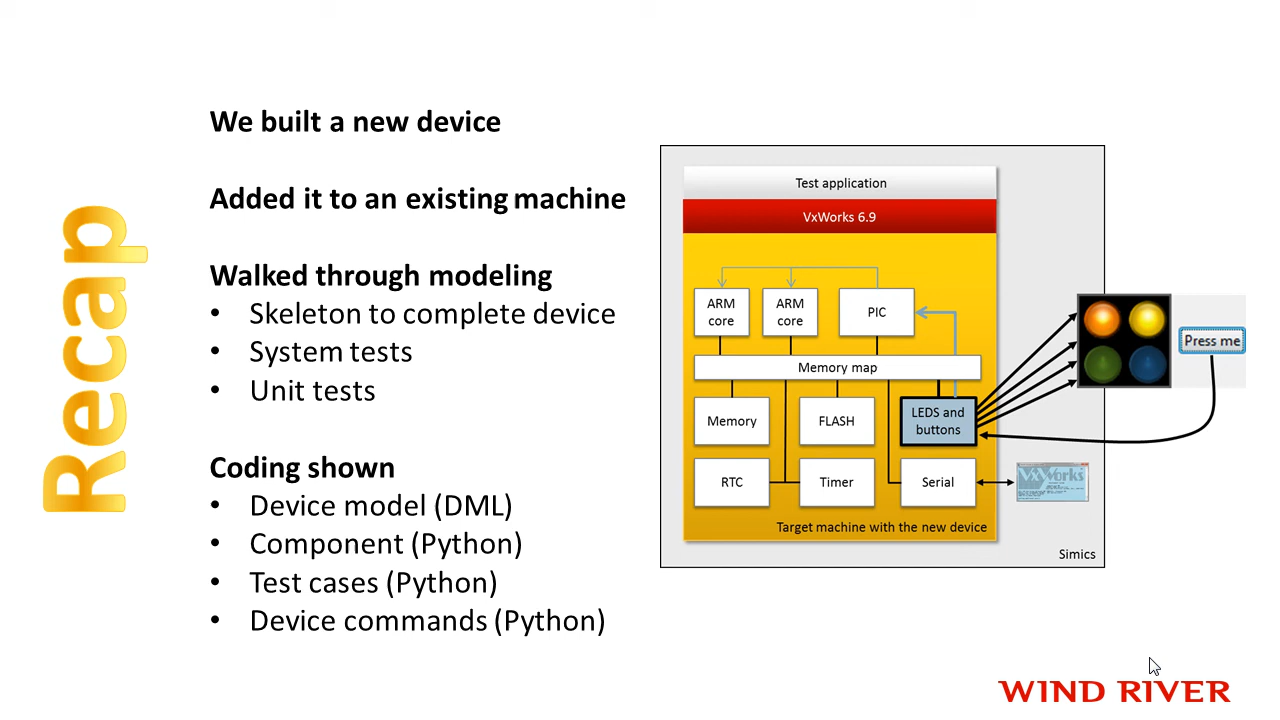 Recap
We built a new device
Added it to an existing machine
Walked through modeling
• Skeleton to complete device
• System tests
• Unit tests
Coding shown
• Device model (DML)
• Component (Python)
• Test cases (Python)
• Device commands (Python)
Test application
VxWorks 6.9
ARM
core
ARM
core
PIC
Memory map
Memory
FLASH
LEDS and
buttons
RTC
Timer
Serial
Target machine with the new device
Simics
Press me
VxWorks
WIND RIVER